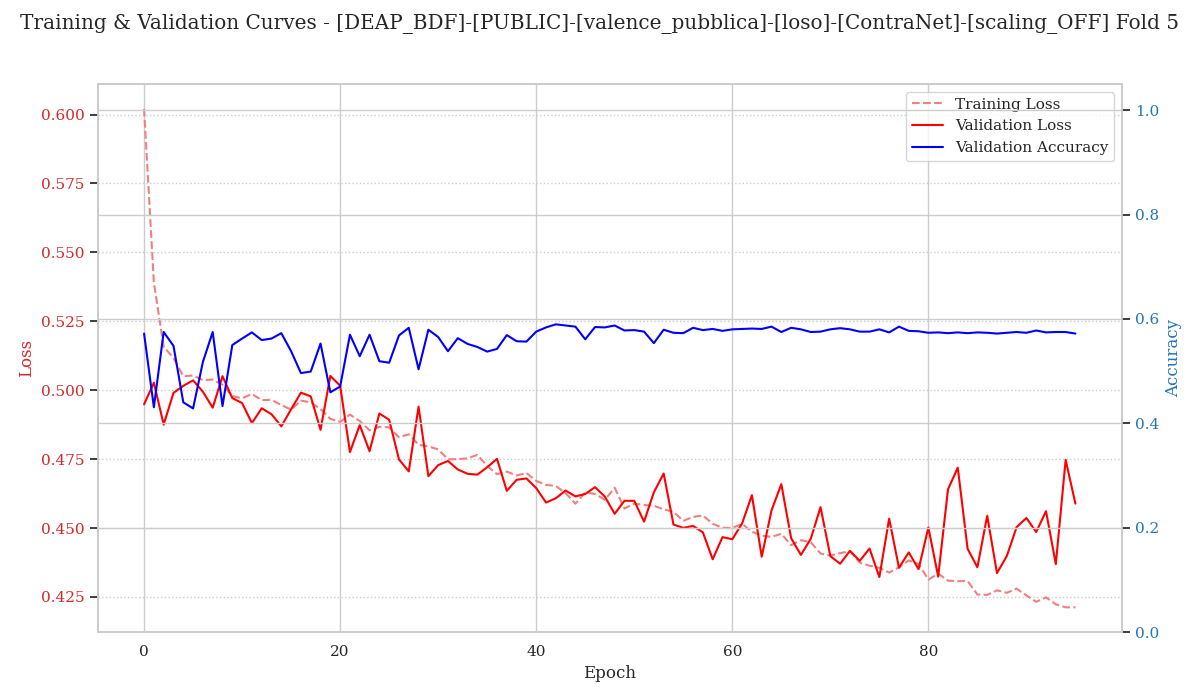 Training & Validation Curves - [DEAP_BDF]-[PUBLIC]-[valence_pubblica]-[loso]-[ContraNet]-[scaling_OFF] Fold 5
Training Loss
Validation Loss
Validation Accuracy
0.600
0.575
0.550
0.525
0.500
0.475
0.450
0.425
Loss
1.0
0.8
0.6
0.4
0.2
0.0
Accuracy
0
20
40
60
80
Epoch